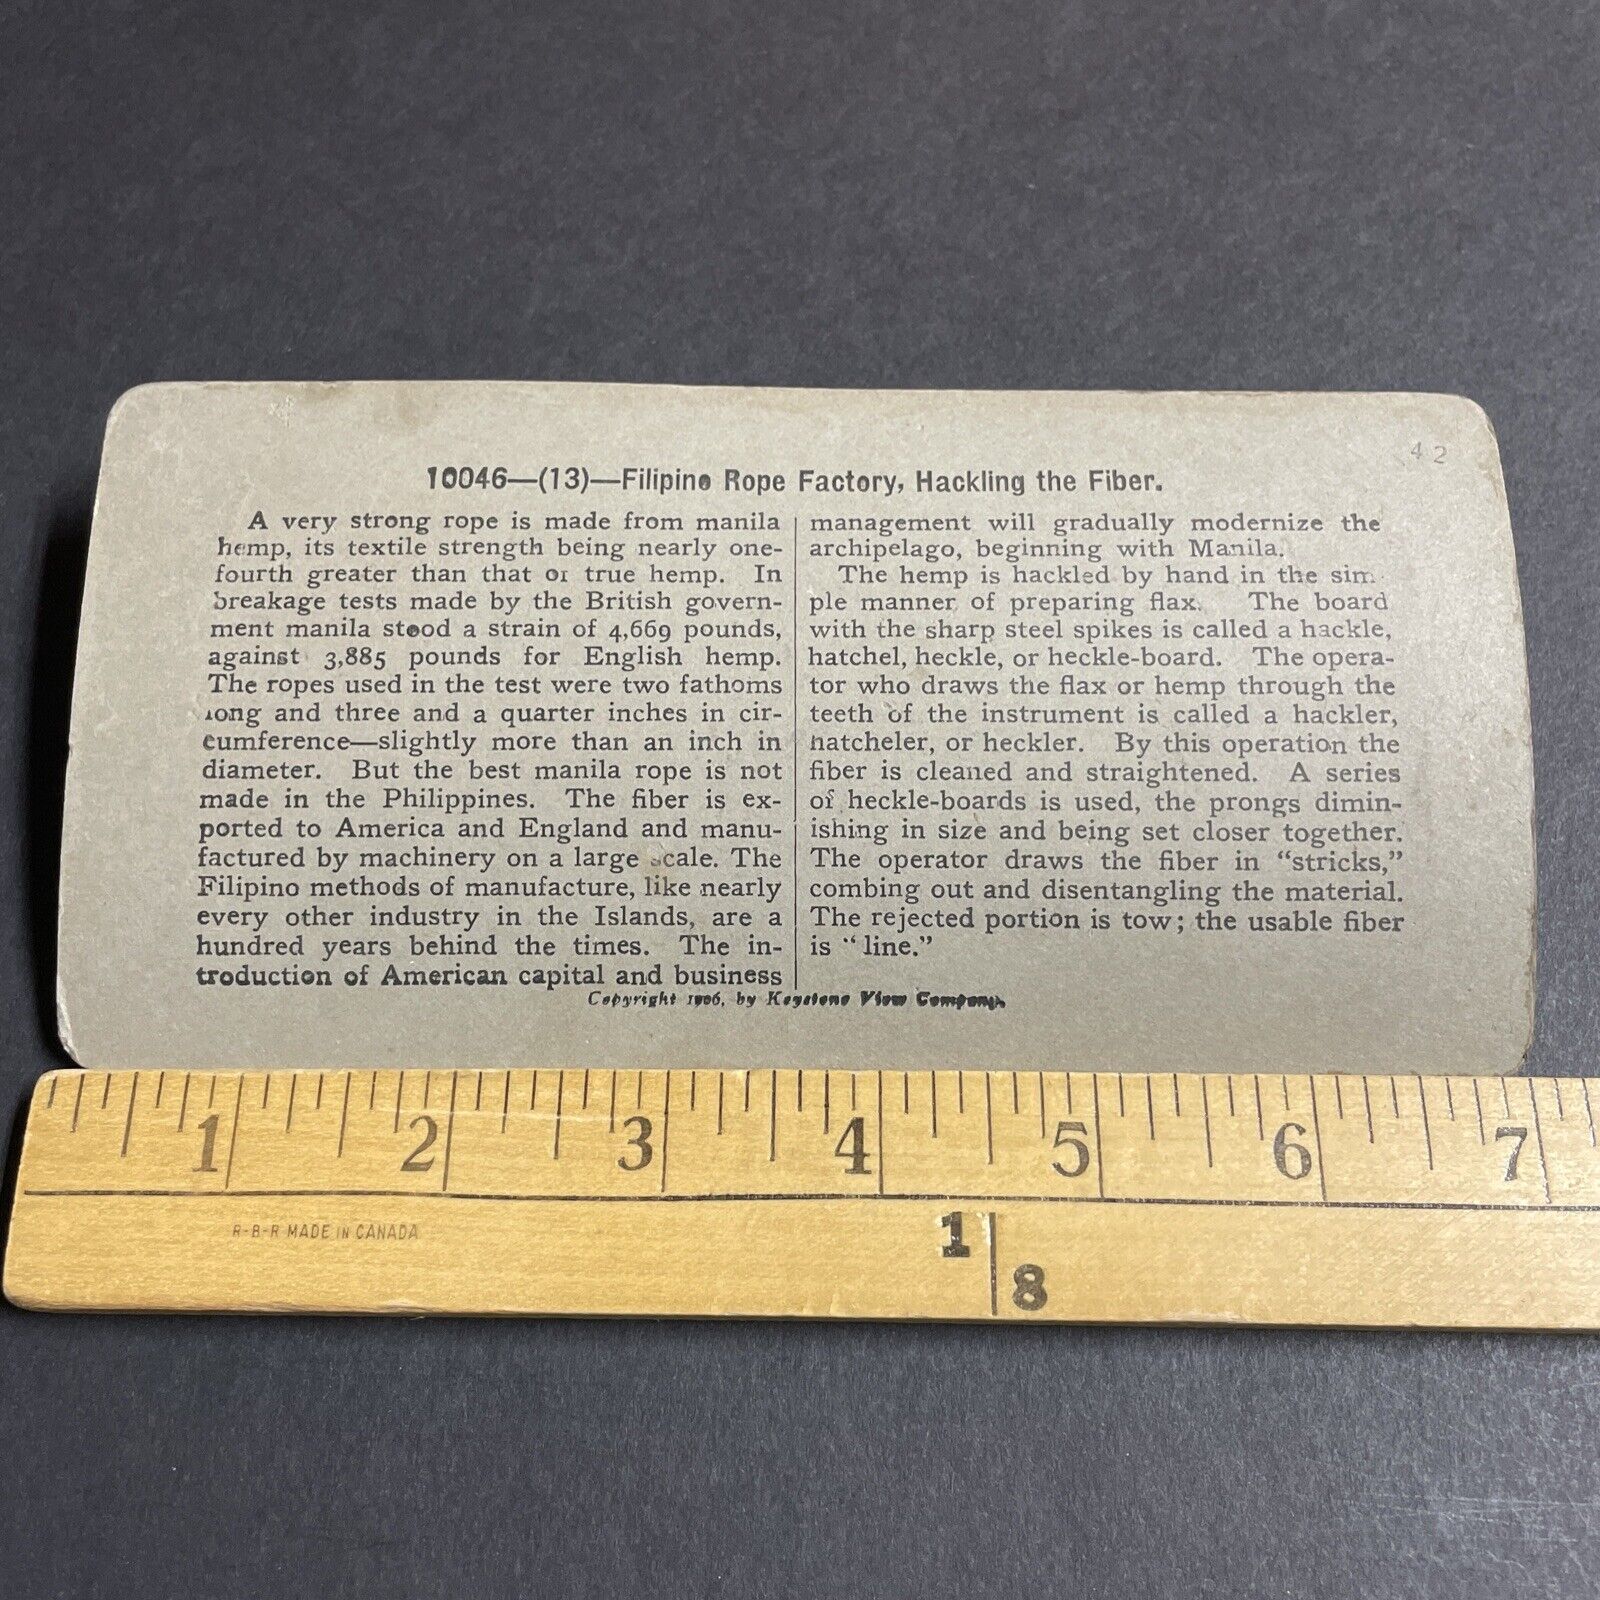 42
10046—(13)—Filipino Rope Factory, Hackling the Fiber.
A very strong rope is made from manila
hemp, its textile strength being nearly one-
fourth greater than that of true hemp. In
breakage tests made by the British govern-
ment manila stood a strain of 4,669 pounds,
against 3,885 pounds for English hemp.
The ropes used in the test were two fathoms
long and three and a quarter inches in cir-
cumference—slightly more than an inch in
diameter. But the best manila rope is not
made in the Philippines. The fiber is ex-
ported to America and England and manu-
factured by machinery on a large scale. The
Filipino methods of manufacture, like nearly
every other industry in the Islands, are a
hundred years behind the times. The in-
troduction of American capital and business
management will gradually modernize the
archipelago, beginning with Manila.
The hemp is hackled by hand in the sim-
ple manner of preparing flax. The board
with the sharp steel spikes is called a hackle,
hatchel, heckle, or heckle-board. The opera-
tor who draws the flax or hemp through the
teeth of the instrument is called a hackler,
hatcheler, or heckler. By this operation the
fiber is cleaned and straightened. A series
of heckle-boards is used, the prongs dimin-
ishing in size and being set closer together.
The operator draws the fiber in "stricks,"
combing out and disentangling the material.
The rejected portion is tow; the usable fiber
is "line."
Copyright 1906, by Keystone View Company.
1 2 3 4 5 6 7
R-B-R MADE IN CANADA
1
8